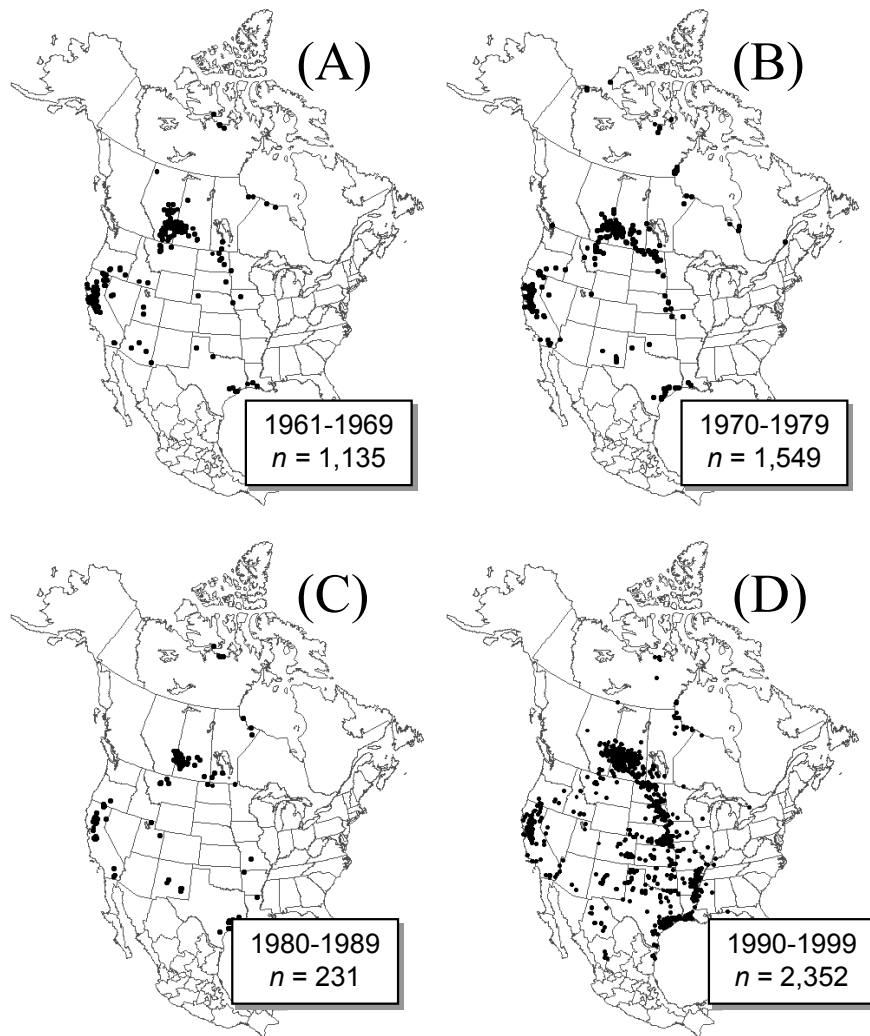 (A)
1961-1969
n = 1,135
(B)
1970-1979
n = 1,549
(C)
1980-1989
n = 231
(D)
1990-1999
n = 2,352